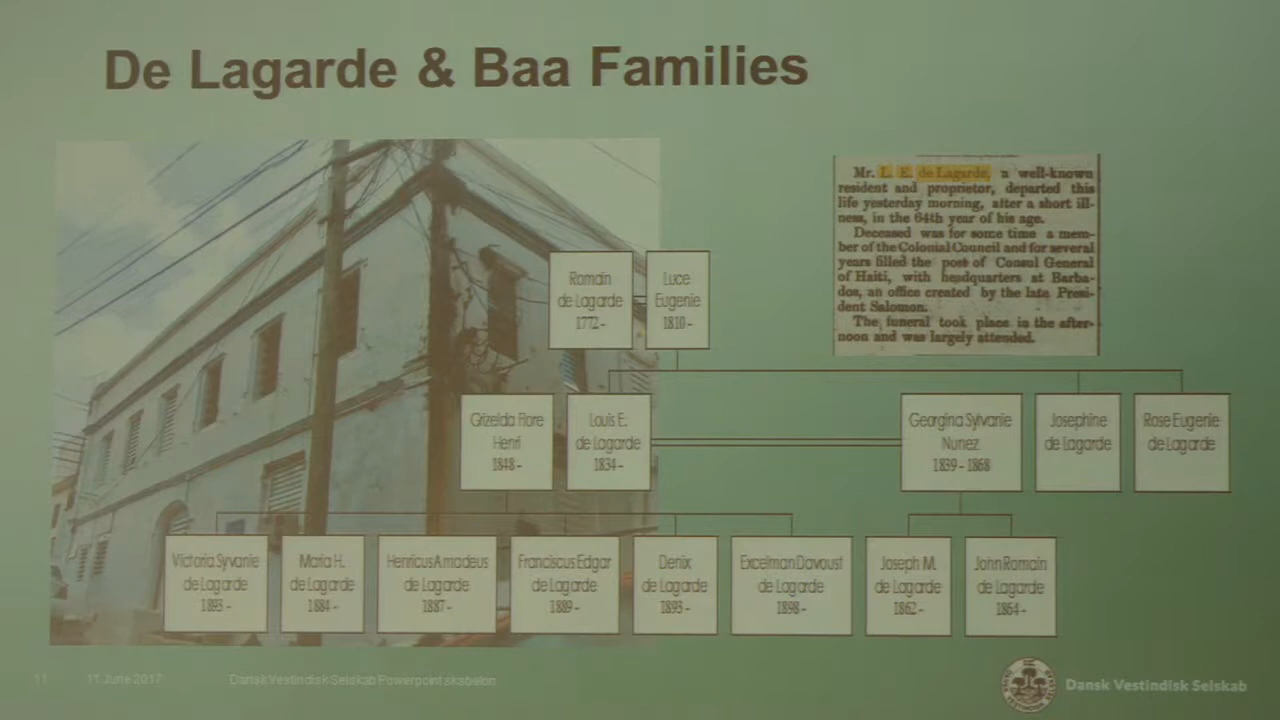 De Lagarde & Baa Families
Mr. L. E. de Lagarde, a well-known
resident and proprietor, departed this
life yesterday morning, after a short ill-
ness, in the 64th year of his age.
Deceased was for some time a mem-
ber of the Colonial Council and for several
years filled the post of Consul General
of Haiti, with headquarters at Barba-
dos, an office created by the late Presi-
dent Salomon.
The funeral took place in the after-
noon and was largely attended.
Romain
de Lagarde
1772 -
Luce
Eugenie
1810 -
Grizelda Flore
Henri
1848 -
Louis E.
de Lagarde
1834 -
Georgina Sylvanie
Nunez
1839 - 1868
Josephine
de Lagarde
Rose Eugenie
de Lagarde
Victoria Syvanie
de Lagarde
1893 -
Maria H.
de Lagarde
1884 -
Henricus Amadeus
de Lagarde
1887 -
Franciscus Edgar
de Lagarde
1889 -
Denix
de Lagarde
1893 -
Excelman Davoust
de Lagarde
1898 -
Joseph M.
de Lagarde
1862 -
John Romain
de Lagarde
1864 -
11 11 June 2017 Dansk Vestindisk Selskab Powerpoint skabelon
Dansk Vestindisk Selskab